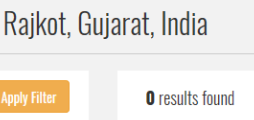 Rajkot, Gujarat, India
Apply Filter
0 results found